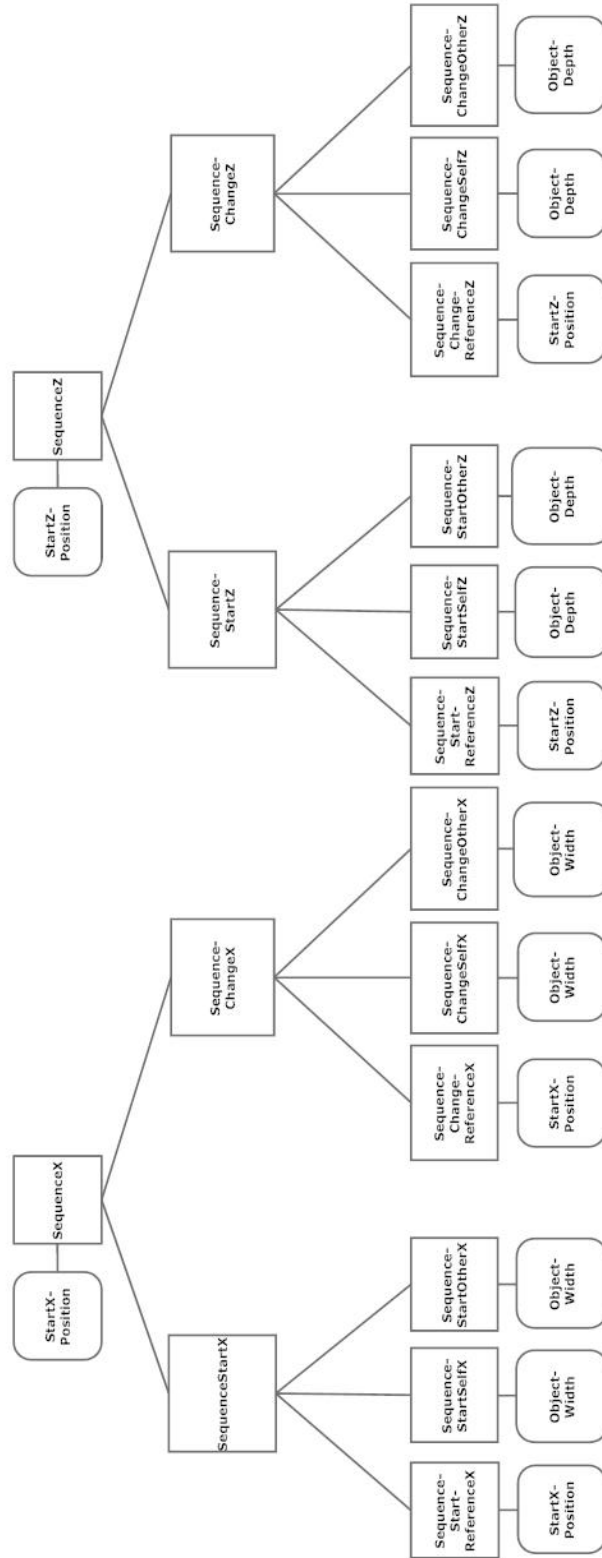 StartX-
Position
SequenceX
StartZ-
Position
SequenceZ
SequenceStartX
Sequence-
ChangeX
Sequence-
StartZ
Sequence-
ChangeZ
Sequence-
Start-
ReferenceX
Sequence-
StartSelfX
Sequence-
StartOtherX
Sequence-
Change-
ReferenceX
Sequence-
ChangeSelfX
Sequence-
ChangeOtherX
Sequence-
Start-
ReferenceZ
Sequence-
StartSelfZ
Sequence-
StartOtherZ
Sequence-
Change-
ReferenceZ
Sequence-
ChangeSelfZ
Sequence-
ChangeOtherZ
StartX-
Position
Object-
Width
Object-
Width
StartX-
Position
Object-
Width
Object-
Width
StartZ-
Position
Object-
Depth
Object-
Depth
StartZ-
Position
Object-
Depth
Object-
Depth